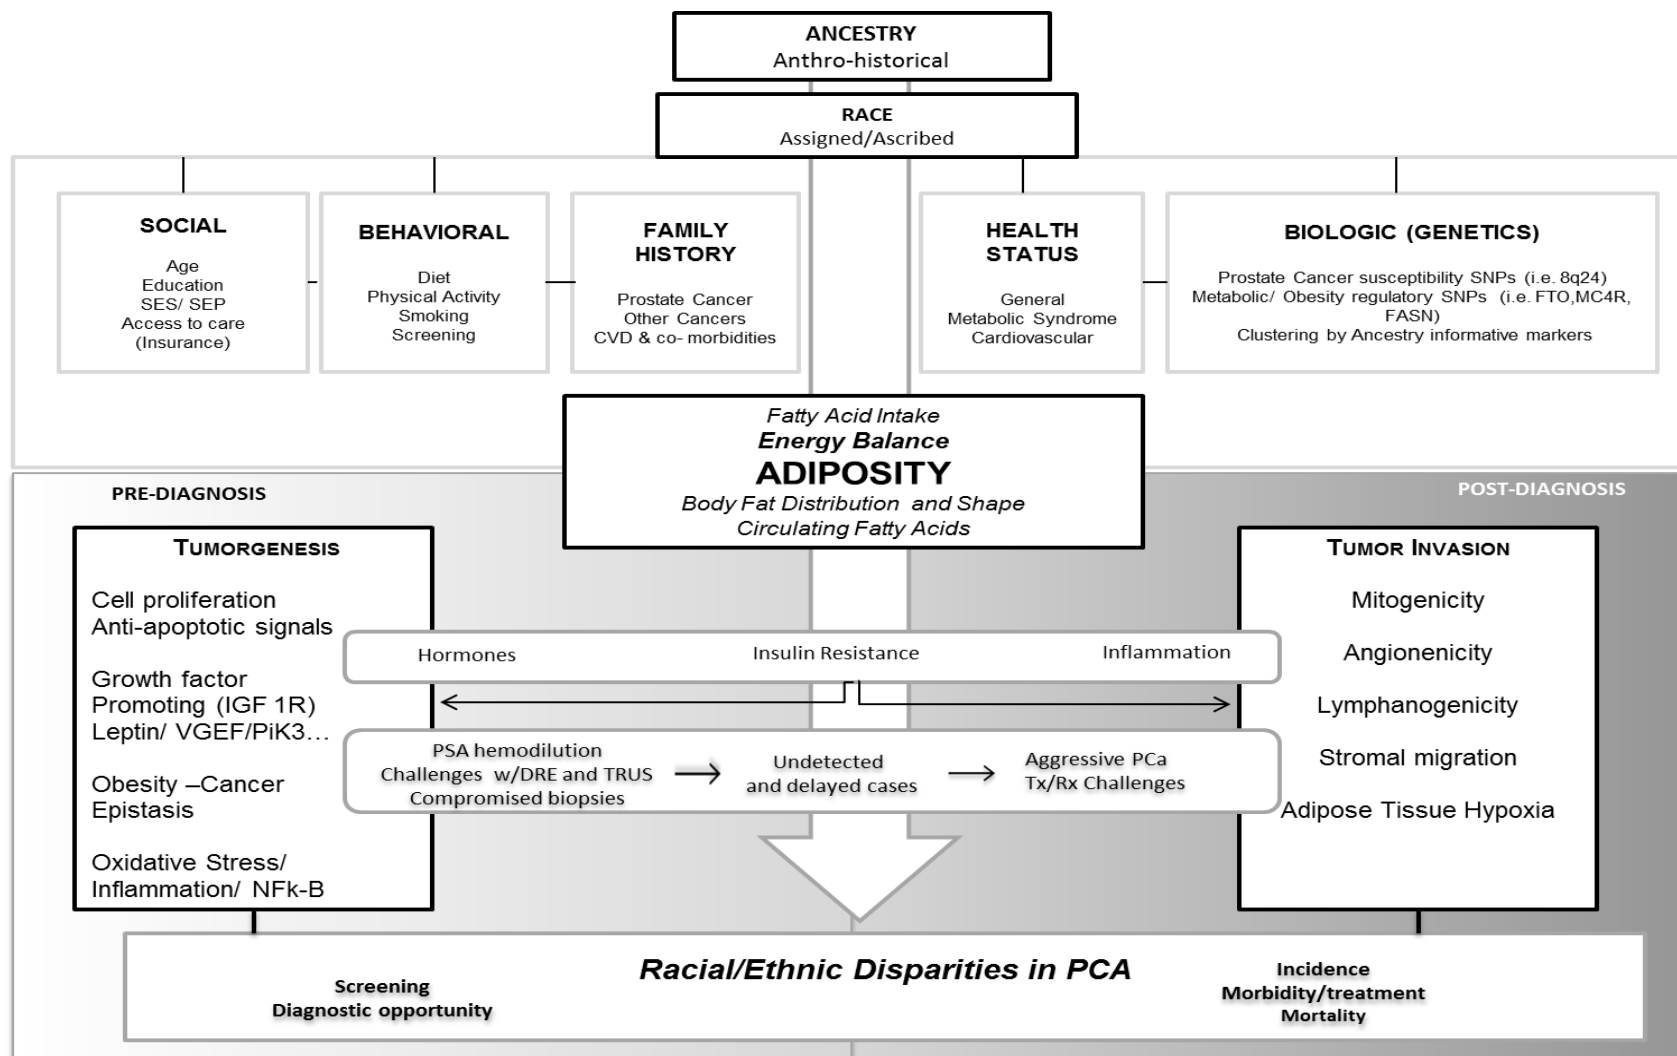 ANCESTRY
Anthro-historical
RACE
Assigned/Ascribed
SOCIAL
Age
Education
SES/ SEP
Access to care
(Insurance)
BEHAVIORAL
Diet
Physical Activity
Smoking
Screening
FAMILY
HISTORY
Prostate Cancer
Other Cancers
CVD & co- morbidities
HEALTH
STATUS
General
Metabolic Syndrome
Cardiovascular
BIOLOGIC (GENETICS)
Prostate Cancer susceptibility SNPs (i.e. 8q24)
Metabolic/ Obesity regulatory SNPs (i.e. FTO,MC4R,
FASN)
Clustering by Ancestry informative markers
Fatty Acid Intake
Energy Balance
ADIPOSITY
Body Fat Distribution and Shape
Circulating Fatty Acids
PRE-DIAGNOSIS
POST-DIAGNOSIS
TUMORGENESIS
Cell proliferation
Anti-apoptotic signals
Growth factor
Promoting (IGF 1R)
Leptin/ VGEF/PiK3...
Obesity –Cancer
Epistasis
Oxidative Stress/
Inflammation/ NFk-B
Hormones
Insulin Resistance
Inflammation
PSA hemodilution
Challenges w/DRE and TRUS
Compromised biopsies
Undetected
and delayed cases
Aggressive PCa
Tx/Rx Challenges
TUMOR INVASION
Mitogenicity
Angionenicity
Lymphanogenicity
Stromal migration
Adipose Tissue Hypoxia
Racial/Ethnic Disparities in PCA
Screening
Diagnostic opportunity
Incidence
Morbidity/treatment
Mortality